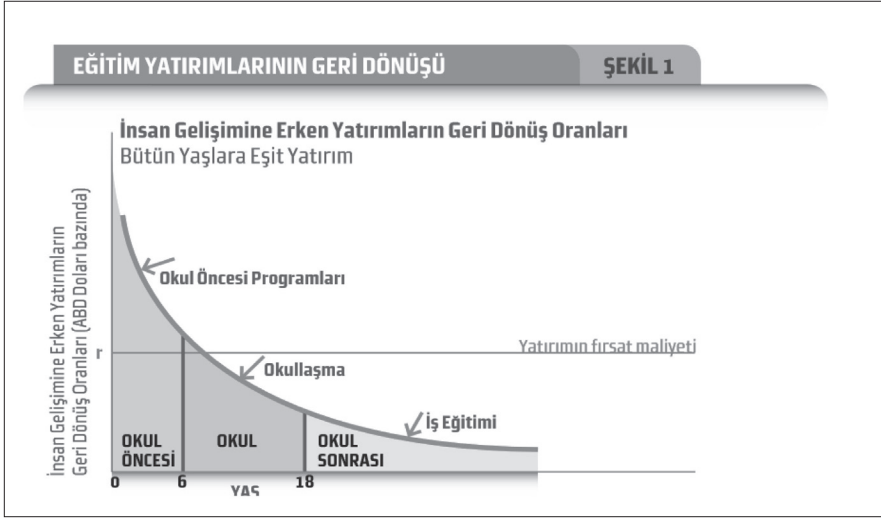 EĞİTİM YATIRIMLARININ GERİ DÖNÜŞÜ
ŞEKİL 1
İnsan Gelişimine Erken Yatırımların Geri Dönüş Oranları
Bütün Yaşlara Eşit Yatırım
İnsan Gelişimine Erken Yatırımların
Geri Dönüş Oranları (ABD Doları bazında)
Okul Öncesi Programları
r
Yatırımın fırsat maliyeti
Okullaşma
İş Eğitimi
OKUL
ÖNCESİ
OKUL
OKUL
SONRASI
0
6
18
YAŞ